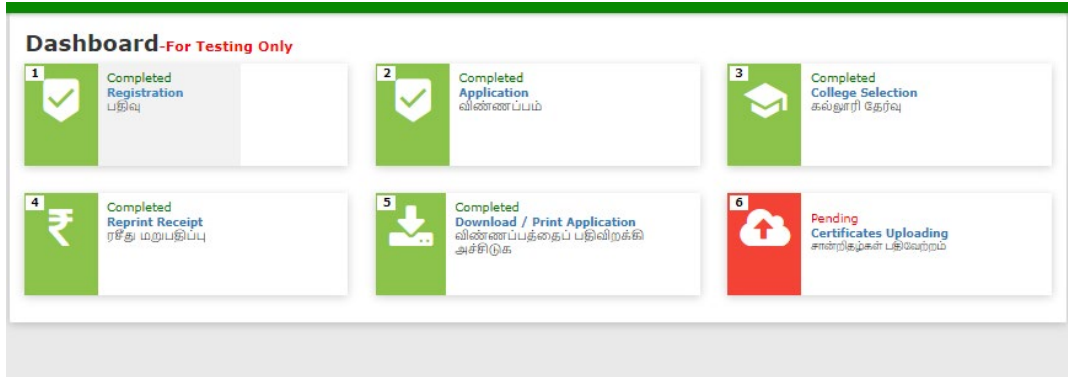 Dashboard-For Testing Only
1
Completed
Registration
பதிவு
2
Completed
Application
விண்ணப்பம்
3
Completed
College Selection
கல்லூரி தேர்வு
4
Completed
Reprint Receipt
ரசீது மறுபதிப்பு
5
Completed
Download / Print Application
விண்ணப்பத்தைப் பதிவிறக்கி
அச்சிடுக
6
Pending
Certificates Uploading
சான்றிதழ்கள் பதிவேற்றம்